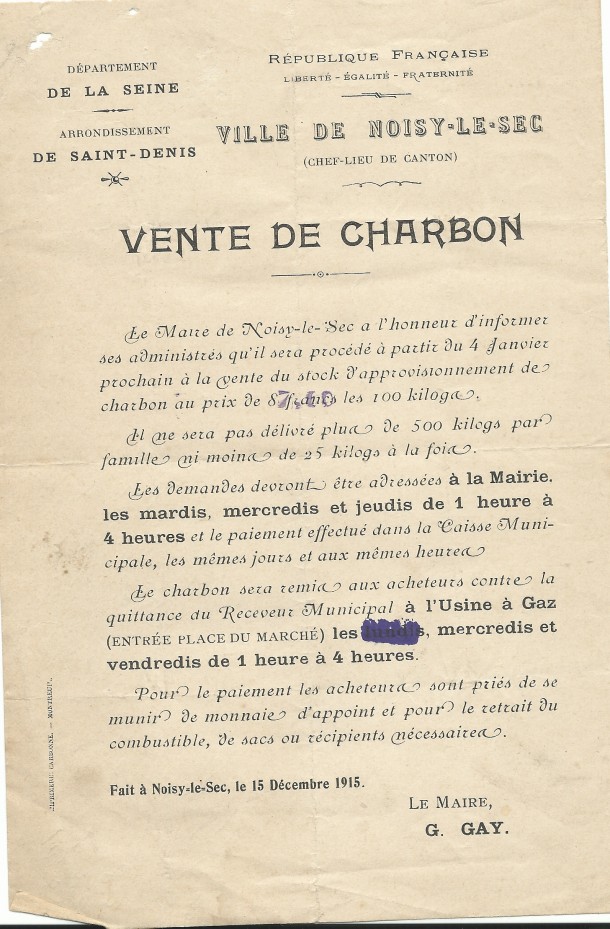 DÉPARTEMENT
DE LA SEINE
ARRONDISSEMENT
DE SAINT-DENIS
RÉPUBLIQUE FRANÇAISE
LIBERTÉ - ÉGALITÉ - FRATERNITÉ
VILLE DE NOISY-LE-SEC
(CHEF-LIEU DE CANTON)
VENTE DE CHARBON
Le Maire de Noisy-le-Sec a l'honneur d'informer
ses administrés qu'il sera procédé à partir du 4 Janvier
prochain à la vente du stock d'approvisionnement de
charbon au prix de 8 francs 7,40 les 100 kilogs.
Il ne sera pas délivré plus de 500 kilogs par
famille ni moins de 25 kilogs à la fois.
Les demandes devront être adressées à la Mairie.
les mardis, mercredis et jeudis de 1 heure à
4 heures et le paiement effectué dans la Caisse Muni-
cipale, les mêmes jours et aux mêmes heures
Le charbon sera remis aux acheteurs contre la
quittance du Receveur Municipal à l'Usine à Gaz
(ENTRÉE PLACE DU MARCHÉ) les lundis, mercredis et
vendredis de 1 heure à 4 heures.
Pour le paiement les acheteurs sont priés de se
munir de monnaie d'appoint et pour le retrait du
combustible, de sacs ou récipients nécessaires.
Fait à Noisy-le-Sec, le 15 Décembre 1915.
LE MAIRE,
G. GAY.
IMPRIMERIE CARBONNE. — MONTREUIL.